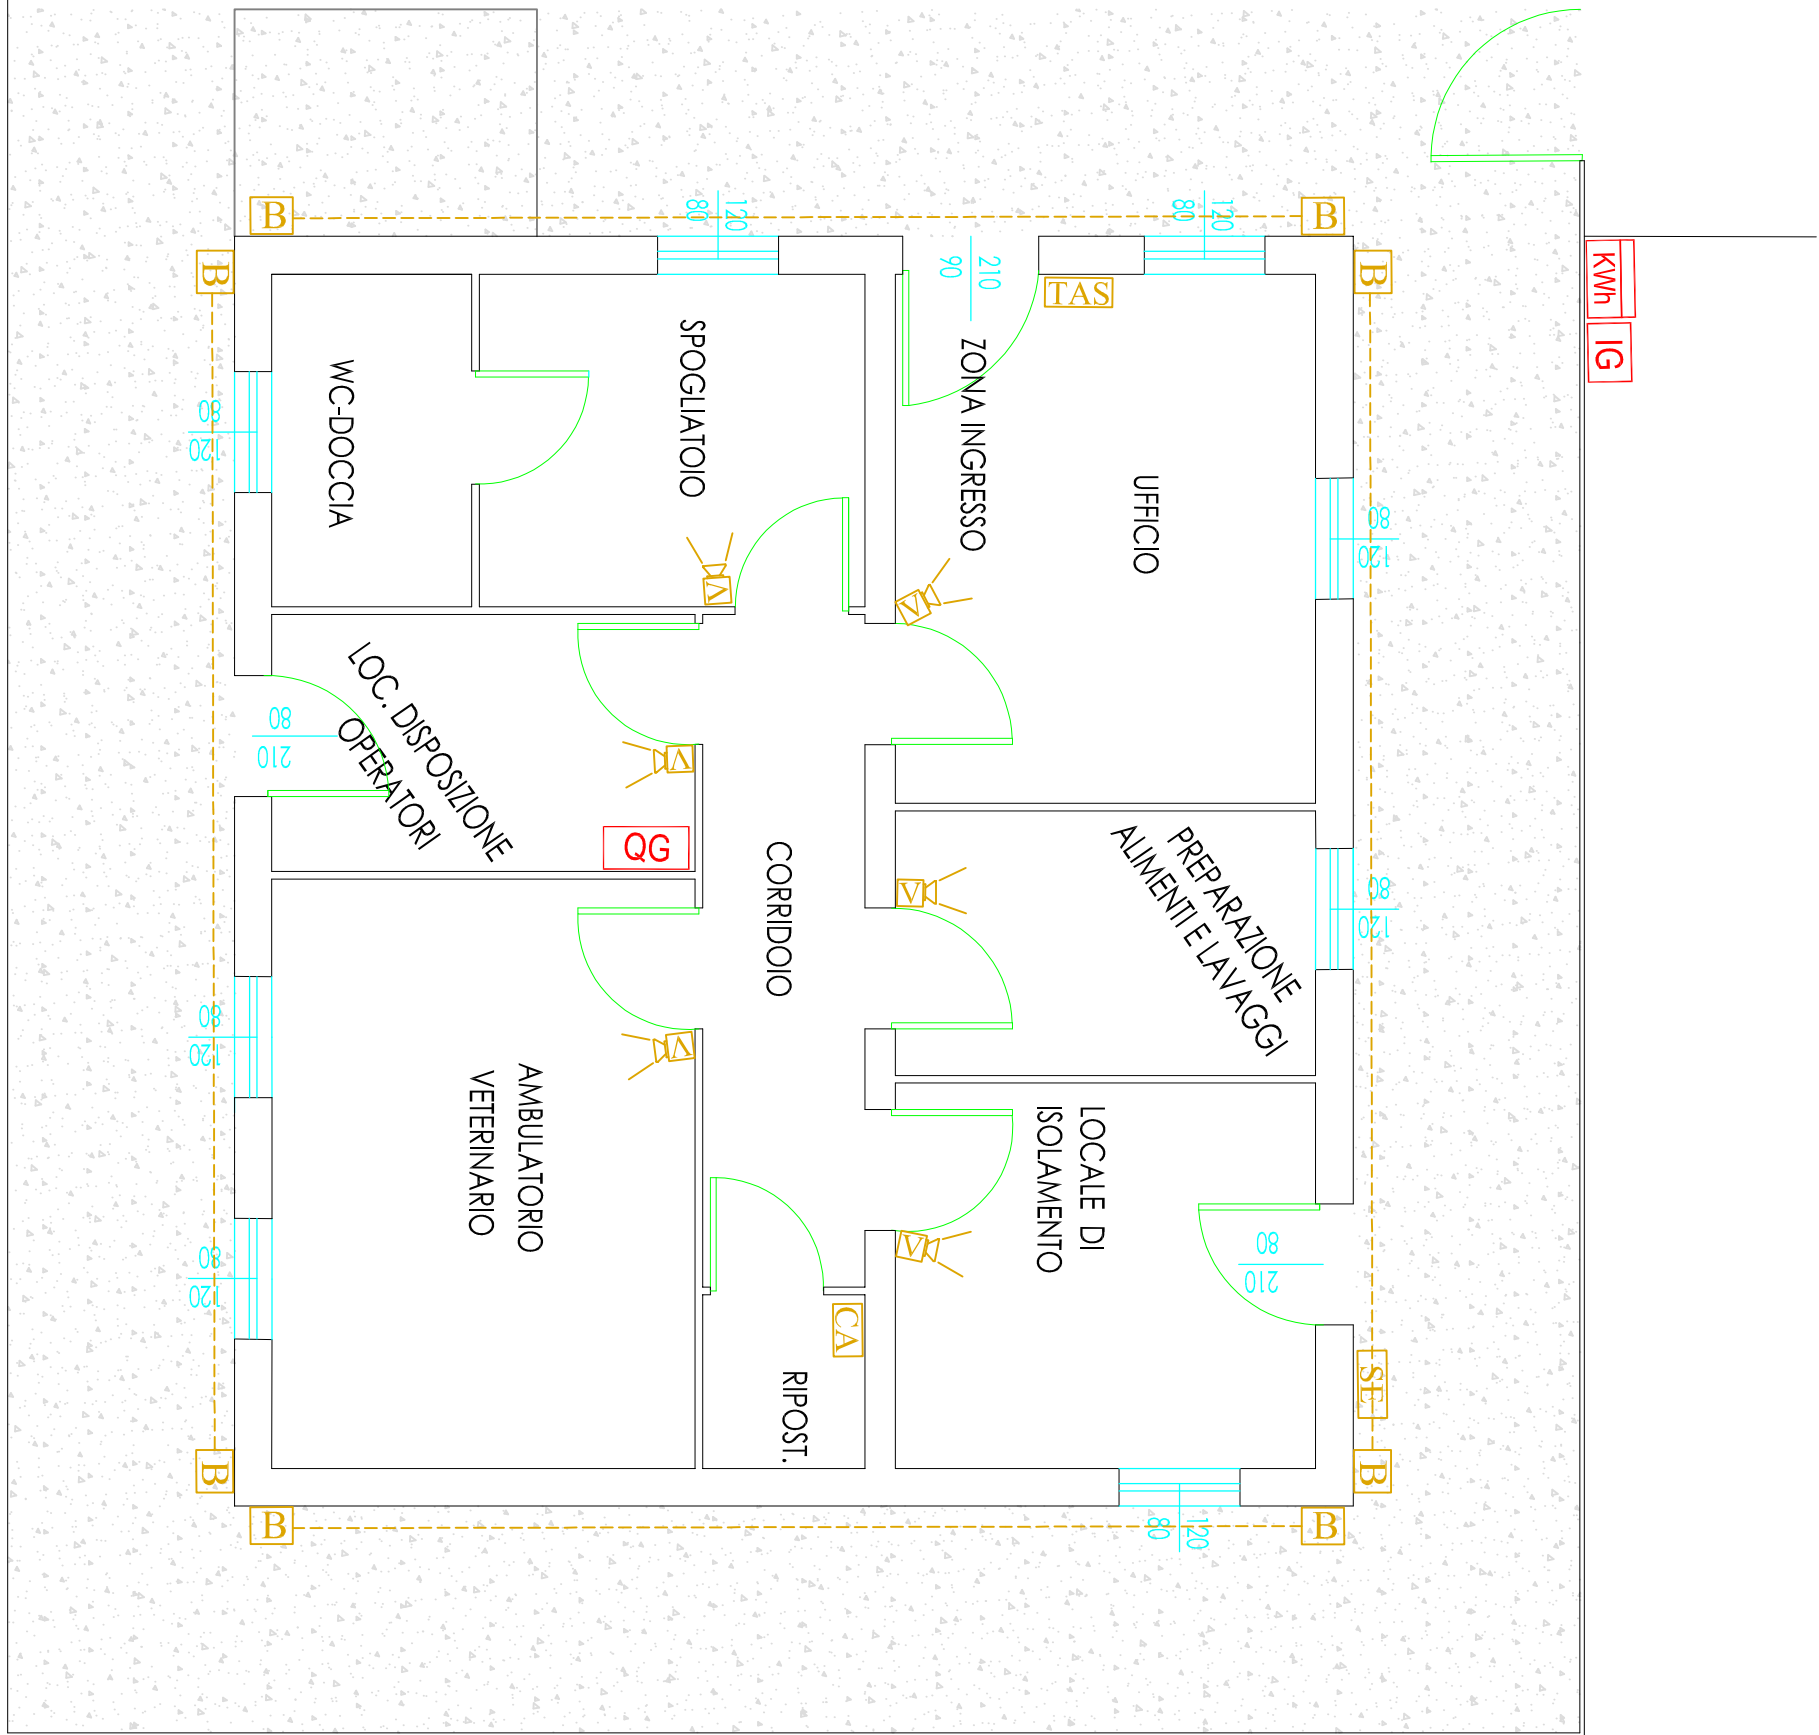 B
B
B
B
120
80
120
80
210
90
TAS
KWh
IG
WC-DOCCIA
SPOGLIATOIO
ZONA INGRESSO
UFFICIO
80
120
80
120
V
V
LOC. DISPOSIZIONE
OPERATORI
80
210
V
QG
CORRIDOIO
V
PREPARAZIONE
ALIMENTI E LAVAGGI
80
120
80
120
V
AMBULATORIO
VETERINARIO
LOCALE DI
ISOLAMENTO
80
210
V
80
120
CA
RIPOST.
SE
B
B
B
B
120
80